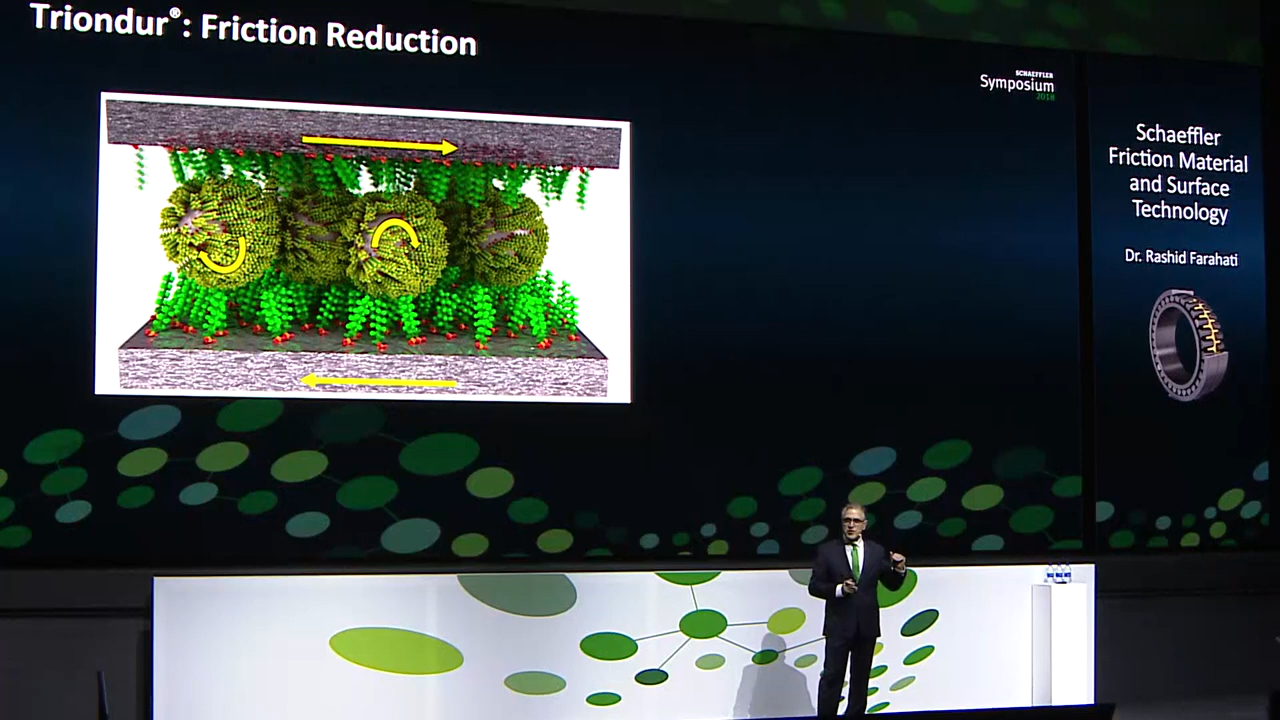 Triondur®: Friction Reduction
SCHAEFFLER
Symposium
2018
Schaeffler
Friction Material
and Surface
Technology
Dr. Rashid Farahati